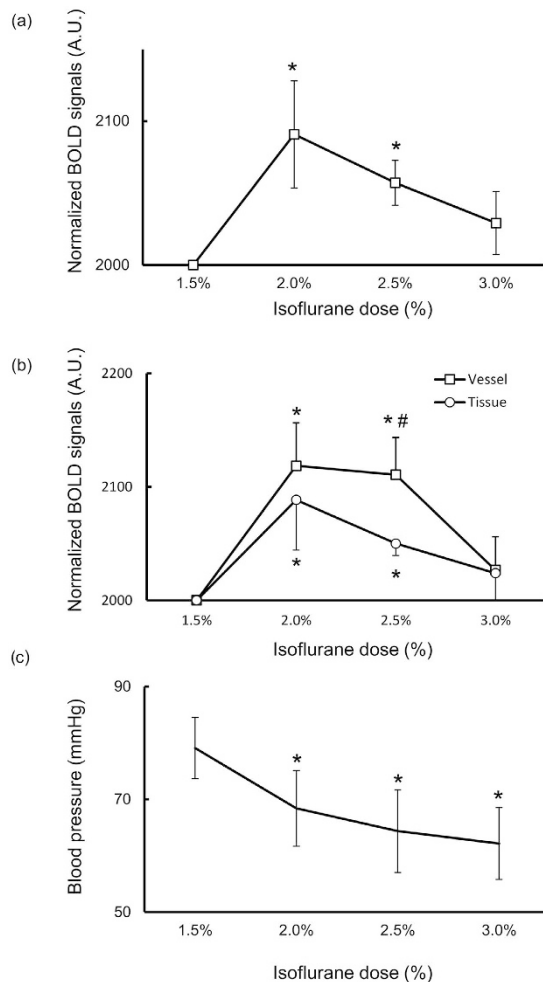 (a)
Normalized BOLD signals (A.U.)
2100
2000
*
*
1.5%
2.0%
2.5%
3.0%
Isoflurane dose (%)
(b)
Normalized BOLD signals (A.U.)
2200
2100
2000
Vessel
Tissue
*
* #
*
*
1.5%
2.0%
2.5%
3.0%
Isoflurane dose (%)
(c)
Blood pressure (mmHg)
90
70
50
*
*
*
1.5%
2.0%
2.5%
3.0%
Isoflurane dose (%)